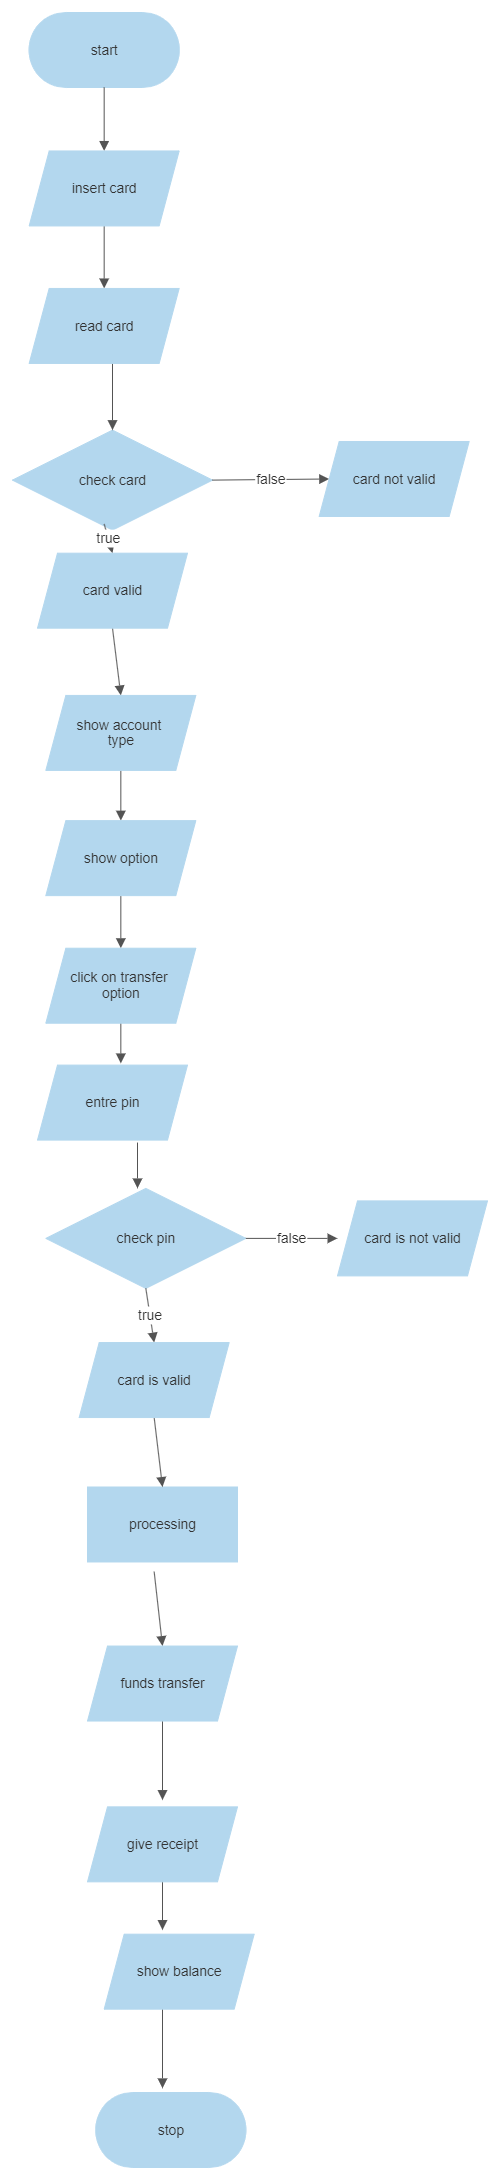 start
insert card
read card
check card
false
card not valid
true
card valid
show account
type
show option
click on transfer
option
entre pin
check pin
false
card is not valid
true
card is valid
processing
funds transfer
give receipt
show balance
stop